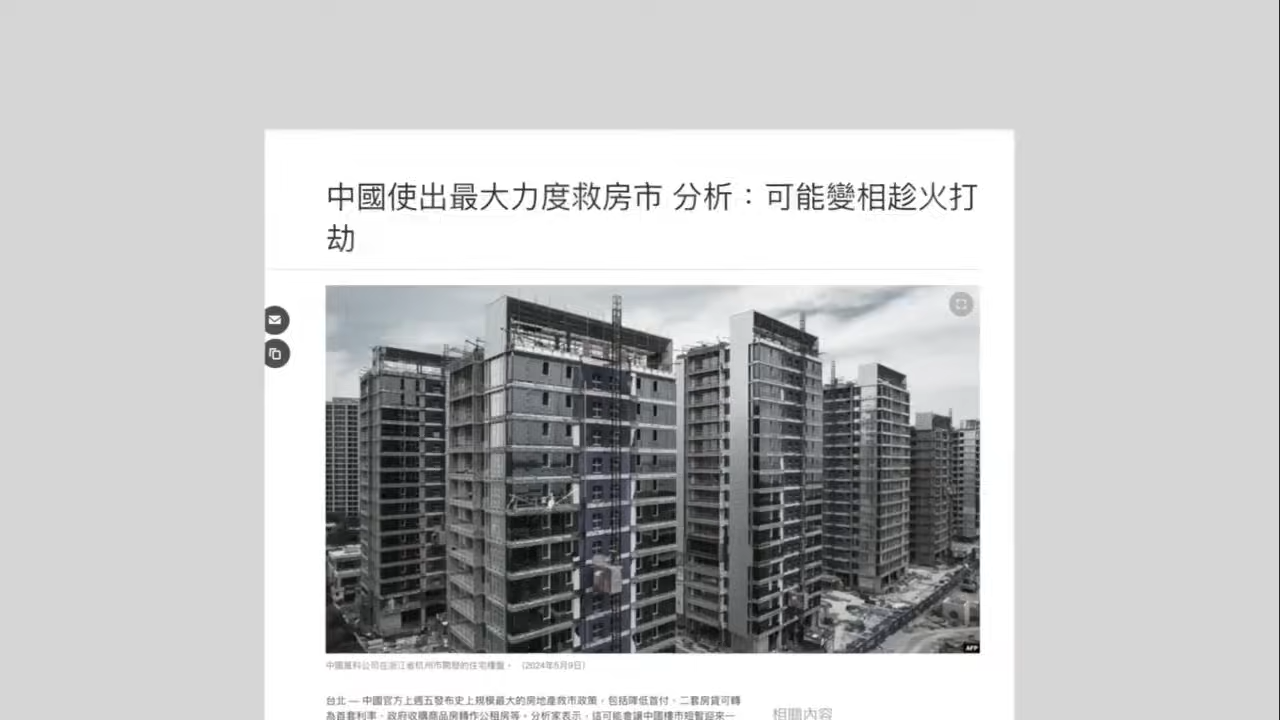 中國使出最大力度救房市 分析：可能變相趁火打
劫
AFP
中國萬科公司在浙江省杭州市開發的住宅樓盤。（2024年5月9日）
台北 — 中國官方上週五發布史上規模最大的房地產救市政策，包括降低首付、二套房貸可轉
為首套利率、政府收購商品房轉作公租房等。分析家表示，這可能會讓中國樓市短暫迎來一
相關內容